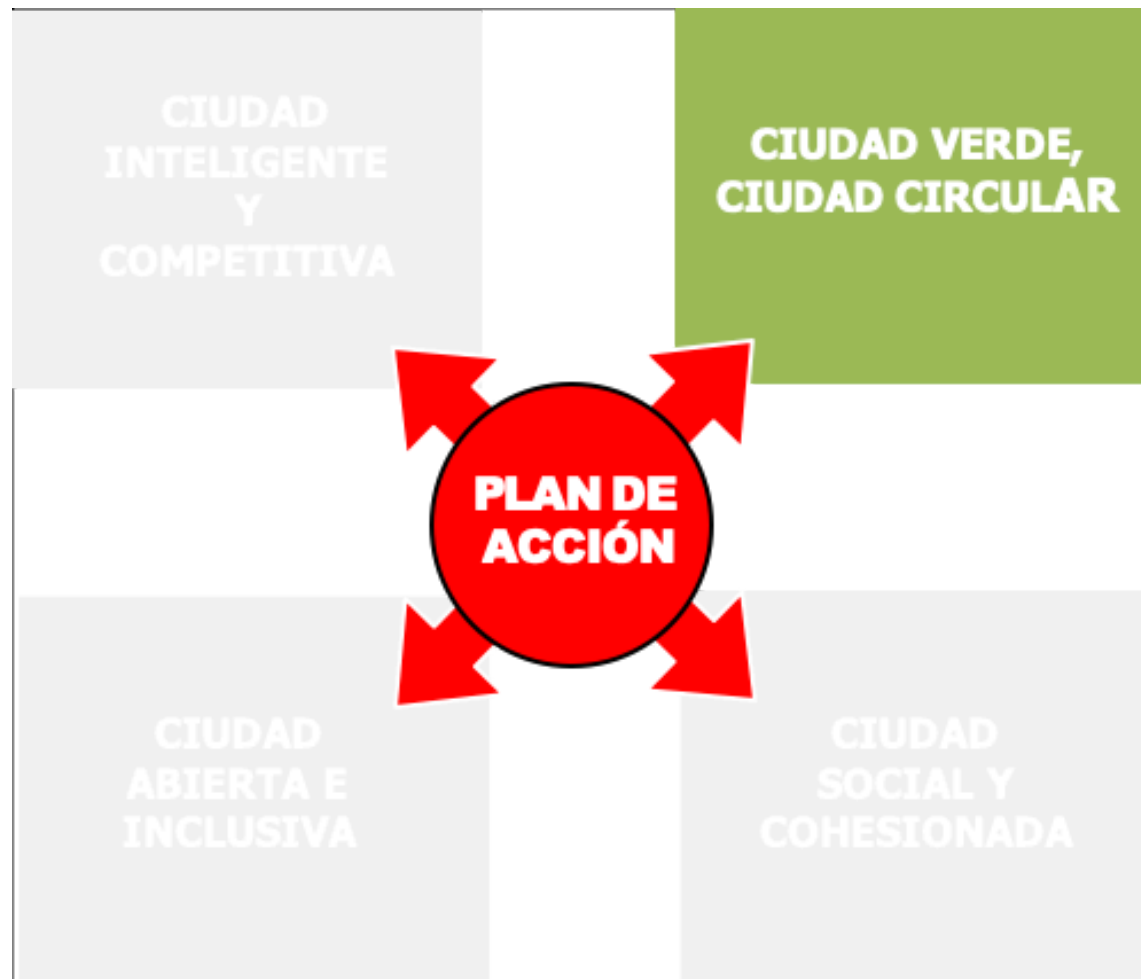 CIUDAD
INTELIGENTE
Y
COMPETITIVA
CIUDAD VERDE,
CIUDAD CIRCULAR
PLAN DE
ACCIÓN
CIUDAD
ABIERTA E
INCLUSIVA
CIUDAD
SOCIAL Y
COHESIONADA